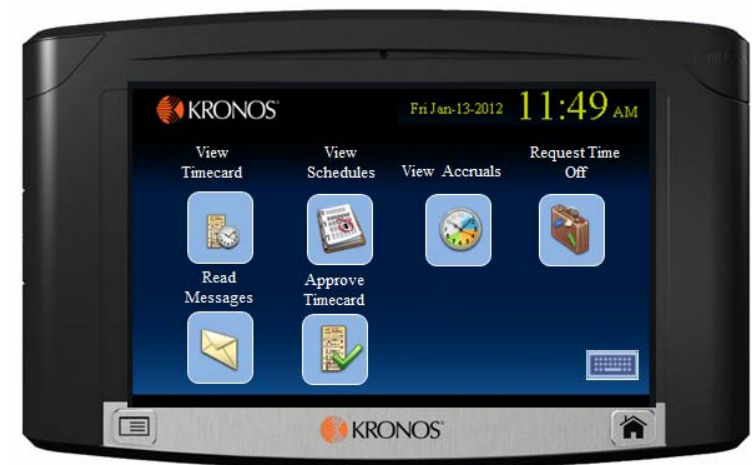 KRONOS
Fri Jan-13-2012 11:49 AM
View
Timecard
View
Schedules
View Accruals
Request Time
Off
Read
Messages
Approve
Timecard
KRONOS